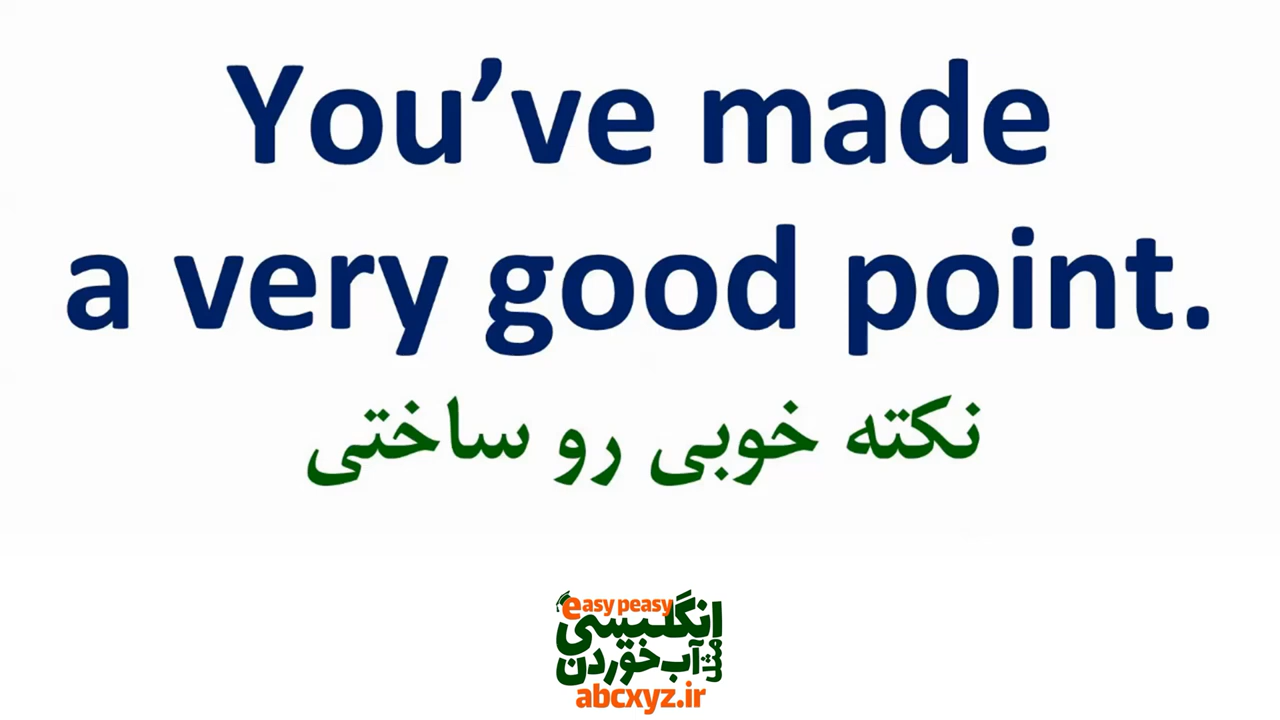 You’ve made
a very good point.
نکته خوبی رو ساختی
easy peasy
انگلیسی
مثل آب خوردن
abcxyz.ir